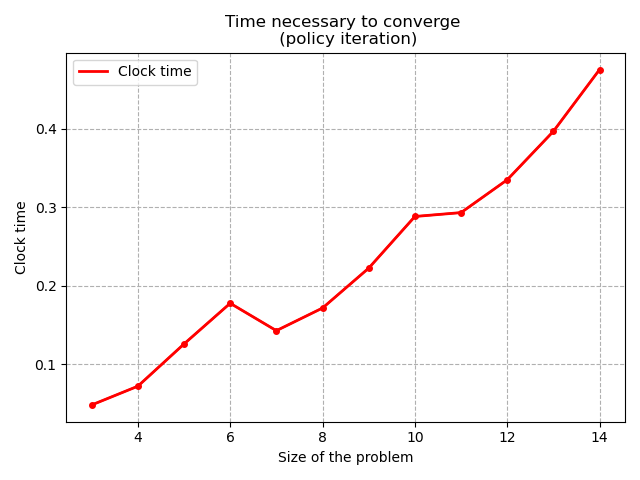 Time necessary to converge
(policy iteration)
Clock time
0.4
0.3
0.2
0.1
Clock time
4 6 8 10 12 14
Size of the problem